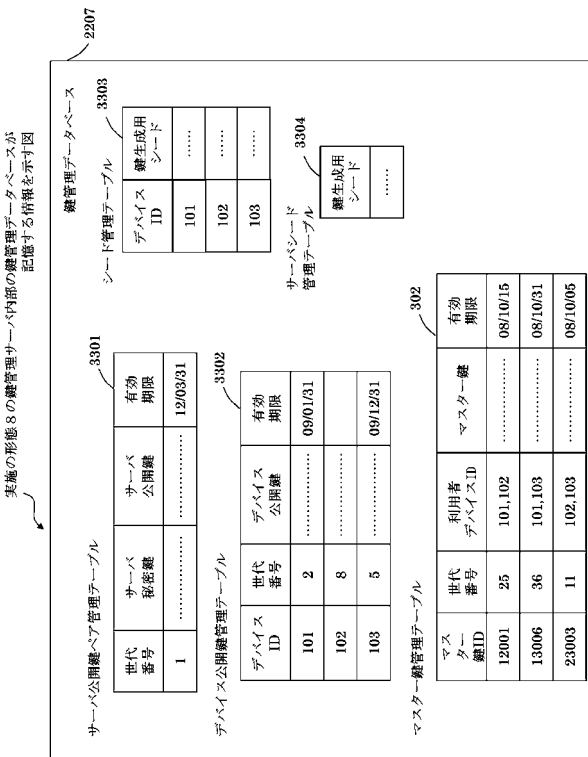 実施の形態8の鍵管理サーバ内部の鍵管理データベースが
記憶する情報を示す図
2207
鍵管理データベース
サーバ公開鍵ペア管理テーブル
3301
世代
番号
サーバ
秘密鍵
サーバ
公開鍵
有効
期限
1
…………
…………
12/03/31
シード管理テーブル
3303
デバイス
ID
鍵生成用
シード
101
……
102
……
103
……
デバイス公開鍵管理テーブル
3302
デバイス
ID
世代
番号
デバイス
公開鍵
有効
期限
101
2
…………
09/01/31
102
8
103
5
…………
09/12/31
サーバシード
管理テーブル
3304
鍵生成用
シード
……
マスター鍵管理テーブル
302
マス
ター
鍵ID
世代
番号
利用者
デバイスID
マスター鍵
有効
期限
12001
25
101,102
…………
08/10/15
13006
36
101,103
…………
08/10/31
23003
11
102,103
…………
08/10/05